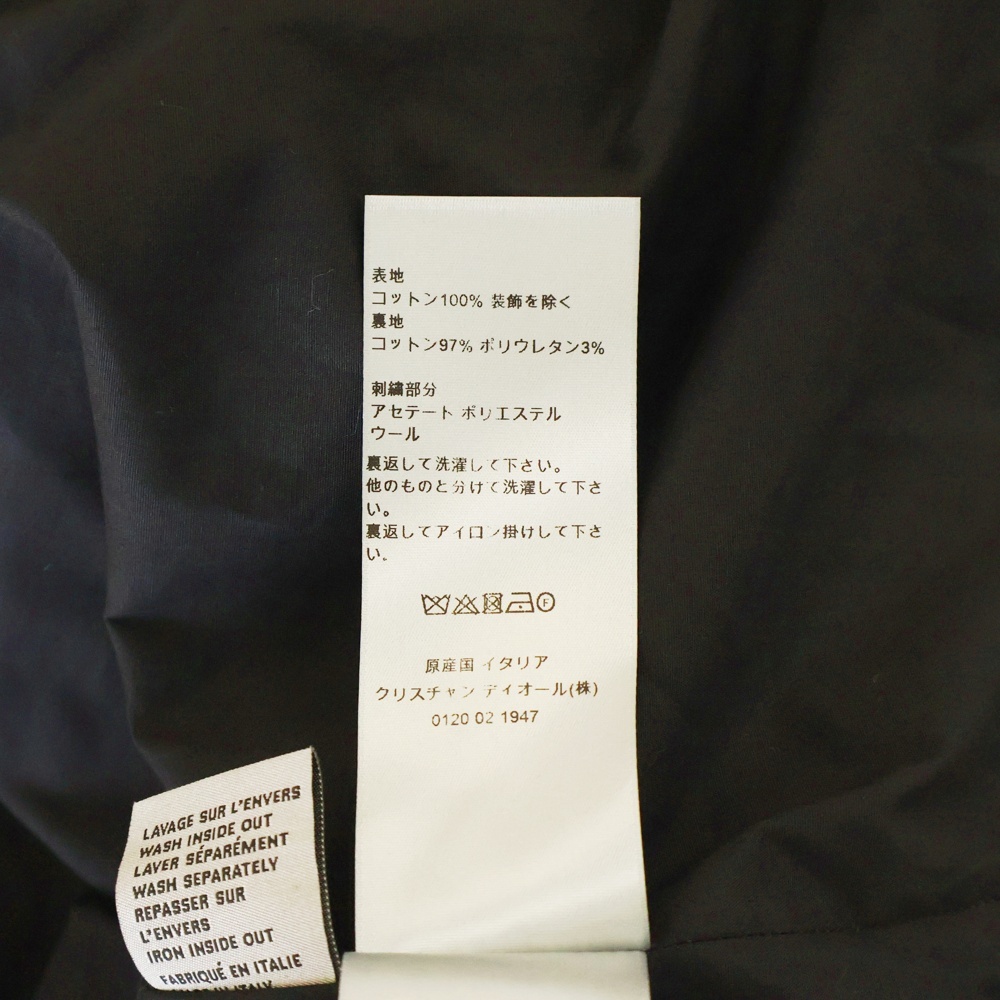 表地
コットン100% 装飾を除く
裏地
コットン97% ポリウレタン3%
刺繍部分
アセテート ポリエステル
ウール
裏返して洗濯して下さい。
他のものと分けて洗濯して下さ
い。
裏返してアイロン掛けして下さ
い。
F
原産国 イタリア
クリスチャン ディオール(株)
0120 02 1947
LAVAGE SUR L'ENVERS
WASH INSIDE OUT
LAVER SÉPARÉMENT
WASH SEPARATELY
REPASSER SUR
L'ENVERS
IRON INSIDE OUT
FABRIQUÉ EN ITALIE